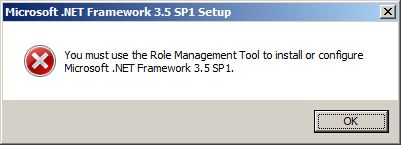 Microsoft .NET Framework 3.5 SP1 Setup
You must use the Role Management Tool to install or configure
Microsoft .NET Framework 3.5 SP1.
OK